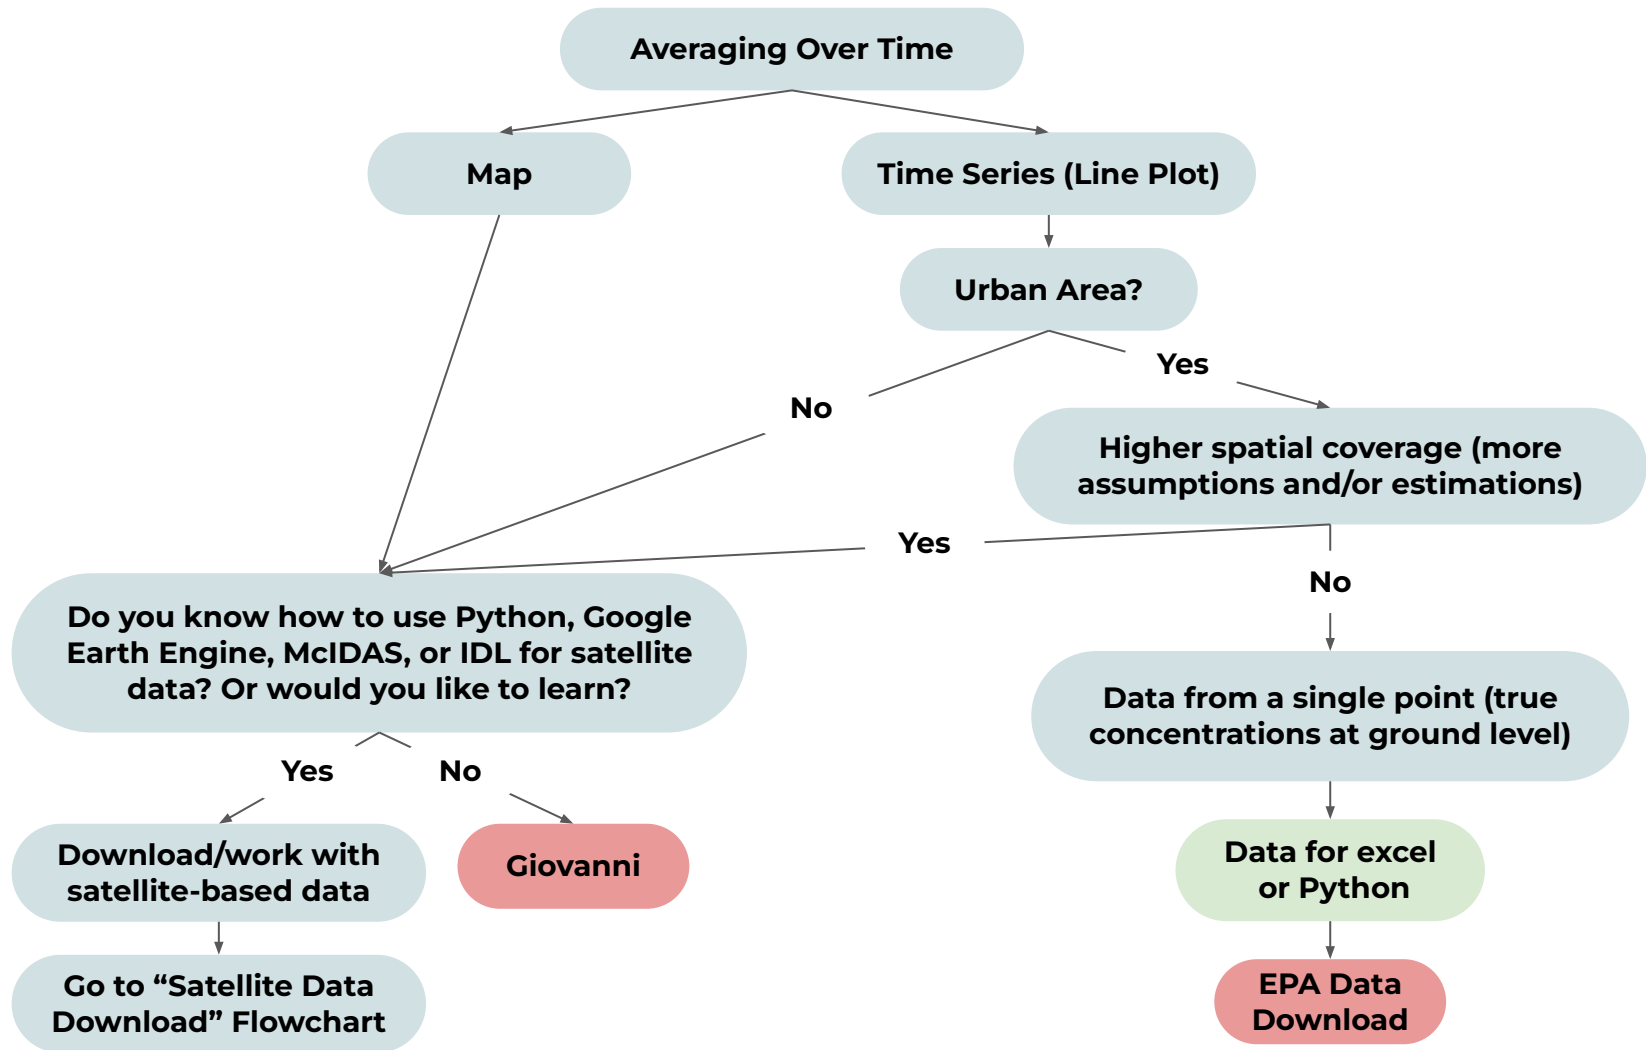 Averaging Over Time
Map
Time Series (Line Plot)
Urban Area?
Yes
No
Higher spatial coverage (more
assumptions and/or estimations)
Yes
No
Do you know how to use Python, Google
Earth Engine, McIDAS, or IDL for satellite
data? Or would you like to learn?
Data from a single point (true
concentrations at ground level)
Yes
No
Download/work with
satellite-based data
Giovanni
Data for excel
or Python
Go to “Satellite Data
Download” Flowchart
EPA Data
Download